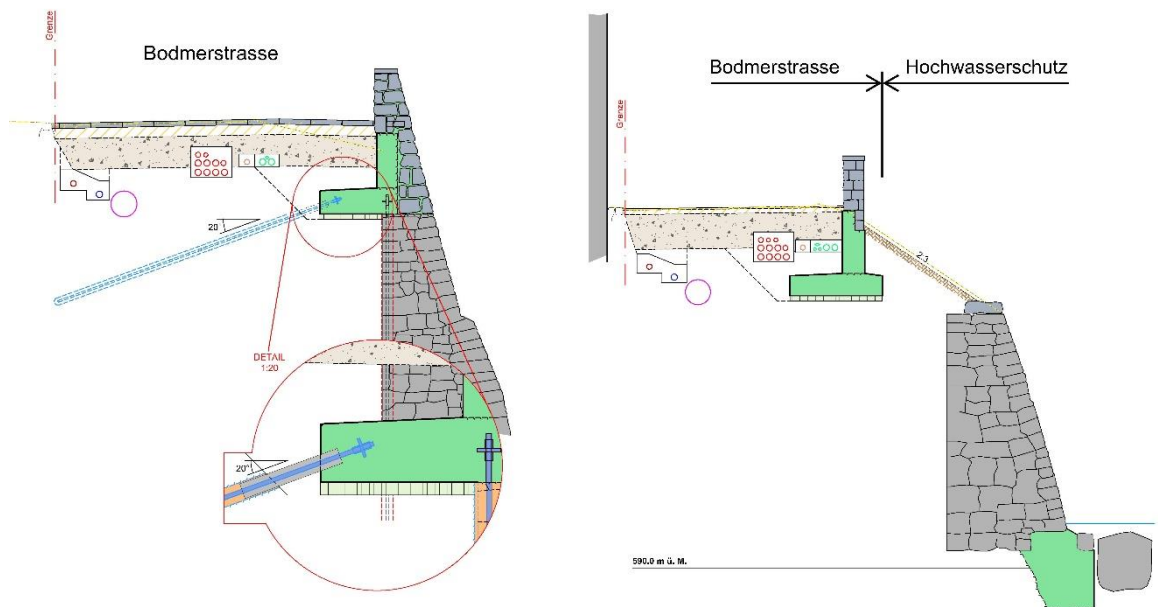 Grenze
Bodmerstrasse
20
DETAIL
1:20
20°
Bodmerstrasse
Hochwasserschutz
Grenze
2:3
590.0 m ü. M.